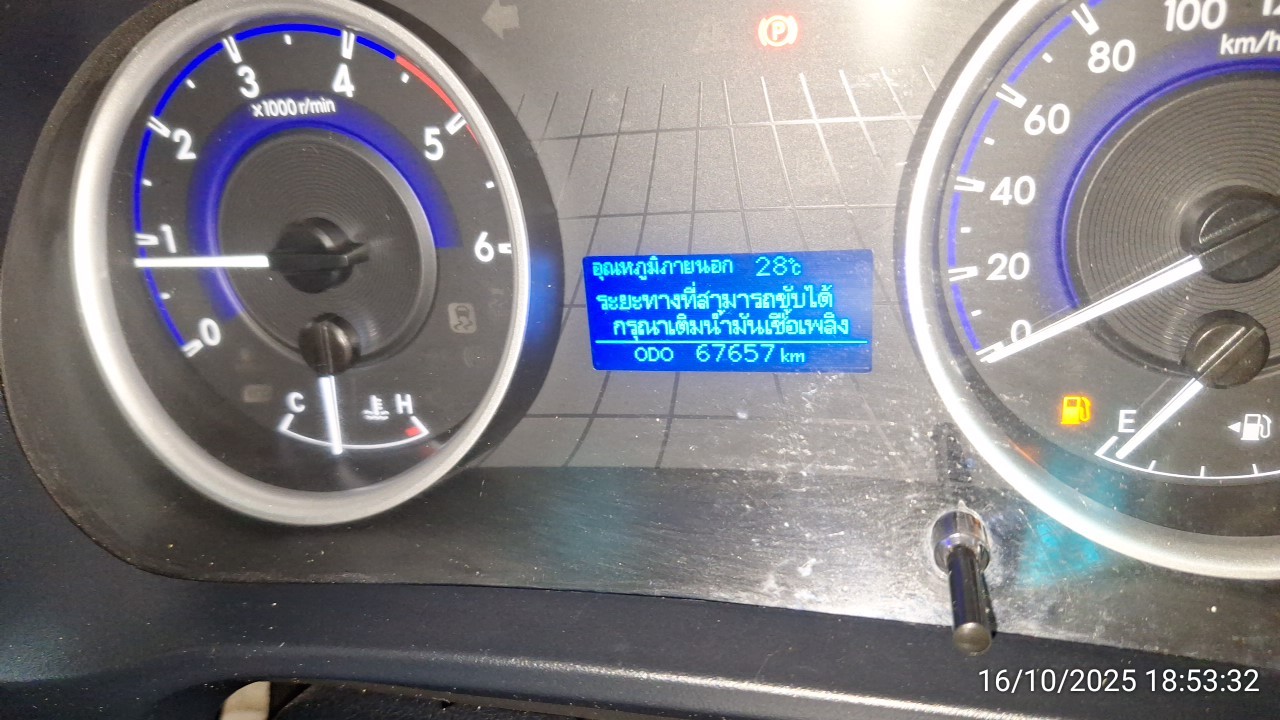 0
1
2
3
4
5
6
x1000 r/min
C
H
P
อุณหภูมิภายนอก 28℃
ระยะทางที่สามารถขับได้
กรุณาเติมน้ำมันเชื้อเพลิง
ODO 67657 km
0
20
40
60
80
100
km/h
E
16/10/2025 18:53:32